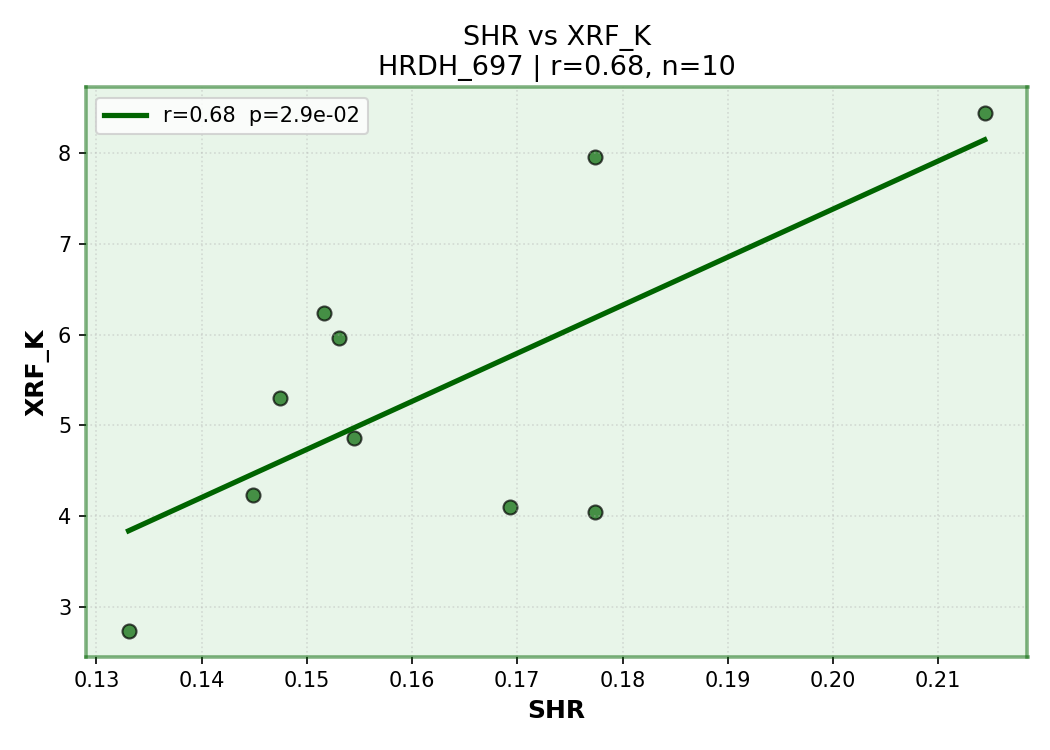 SHR vs XRF_K
HRDH_697 | r=0.68, n=10
r=0.68  p=2.9e-02
8
7
6
5
4
3
XRF_K
0.13 0.14 0.15 0.16 0.17 0.18 0.19 0.20 0.21
SHR